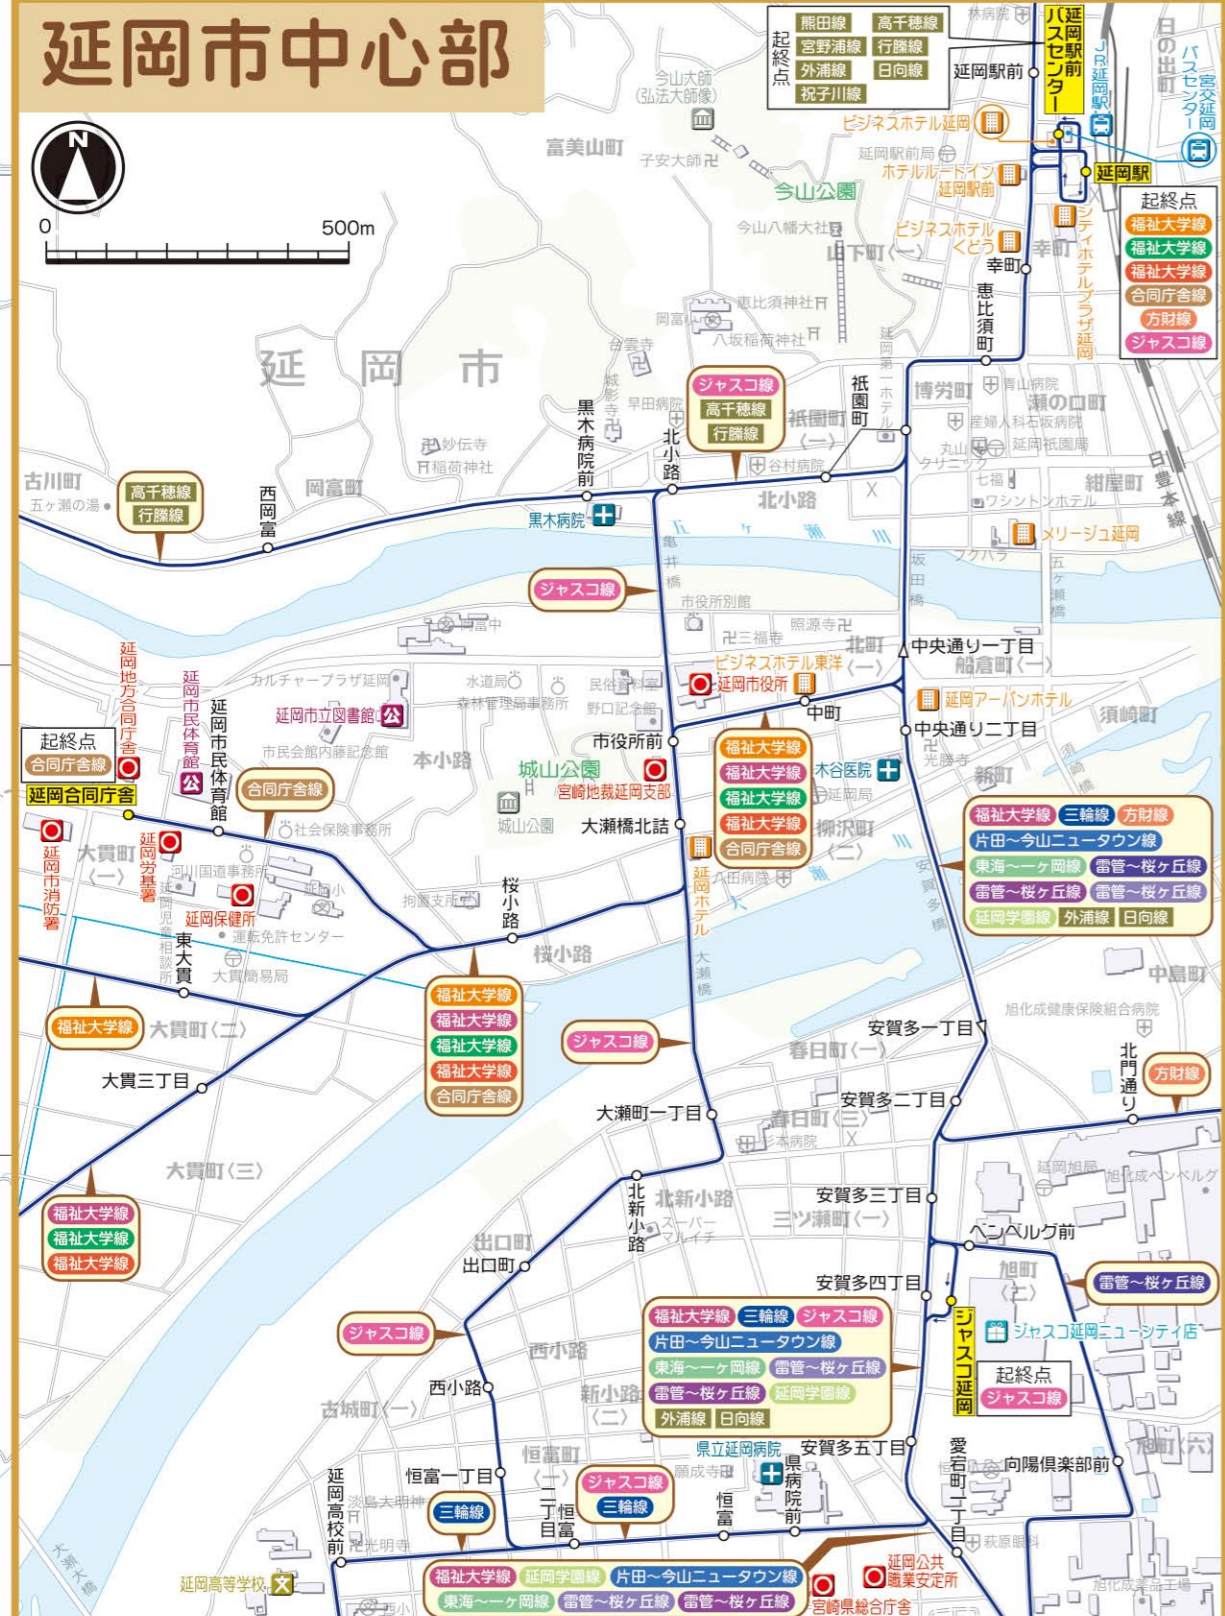 延岡市中心部
N
0
500m
起終点
熊田線
高千穂線
宮野浦線
行縢線
外浦線
日向線
祝子川線
林病院
延岡駅前
延岡駅前
バスセンター
JR延岡駅
日の出町
宮交延岡
バスセンター
今山大師
(弘法大師像)
ビジネスホテル延岡
富美山町
子安大師
延岡駅前局
ホテルルートイン
延岡駅前
延岡駅
今山公園
起終点
福祉大学線
福祉大学線
福祉大学線
合同庁舎線
方財線
ジャスコ線
今山八幡大社
山下町〈一〉
ビジネスホテル
くどう
幸町
幸町
シティホテルプラザ延岡
恵比須神社
恵比須町
岡富小
八坂稲荷神社
台雲寺
延岡市
城影寺
早田病院
延岡第一ホテル
ジャスコ線
高千穂線
行縢線
祇園町
〈一〉
祇園町
博労町
青山病院
瀬の口町
産婦人科石坂病院
丸山
クリニック
延岡祇園局
黒木病院前
北小路
妙伝寺
稲荷神社
谷村病院
七福
紺屋町
日豊本線
古川町
五ヶ瀬の湯
高千穂線
行縢線
西岡富
岡富町
黒木病院
北小路
ワシントンホテル
メリージュ延岡
フクハラ
五ヶ瀬川
亀井橋
坂田橋
五ヶ瀬橋
ジャスコ線
市役所別館
岡富中
三福寺
照源寺
北町
〈一〉
中央通り一丁目
船倉町〈一〉
延岡地方合同庁舎
延岡市民体育館
延岡市民体育館
カルチャープラザ延岡
水道局
森林管理局事務所
民俗資料室
野口記念館
ビジネスホテル東洋
延岡市役所
中町
延岡アーバンホテル
延岡市立図書館
市民会館内藤記念館
市役所前
中央通り二丁目
須崎町
須崎橋
光勝寺
新町
起終点
合同庁舎線
延岡合同庁舎
本小路
城山公園
宮崎地裁延岡支部
福祉大学線
福祉大学線
福祉大学線
福祉大学線
合同庁舎線
木谷医院
延岡局
合同庁舎線
社会保険事務所
城山公園
大瀬橋北詰
柳沢町
〈二〉
大瀬川
安賀多橋
福祉大学線
三輪線
方財線
片田〜今山ニュータウン線
東海〜一ヶ岡線
雷管〜桜ヶ丘線
雷管〜桜ヶ丘線
雷管〜桜ヶ丘線
延岡学園線
外浦線
日向線
延岡市消防署
大貫町
〈一〉
延岡労基署
河川国道事務所
延岡保健所
延岡小
拘置支所
桜小路
延岡ホテル
八田病院
延岡児童相談所
東大貫
運転免許センター
大貫簡易局
桜小路
大瀬橋
中島町
旭化成健康保険組合病院
福祉大学線
大貫町〈二〉
福祉大学線
福祉大学線
福祉大学線
福祉大学線
合同庁舎線
ジャスコ線
安賀多一丁目
春日町〈一〉
北門通り
方財線
大貫三丁目
大瀬町一丁目
安賀多二丁目
春日町〈三〉
杉本病院
大貫町〈三〉
延岡旭局
旭化成ベンベルグ
北新小路
北新小路
安賀多三丁目
三ツ瀬町〈一〉
スーパー
マルイチ
福祉大学線
福祉大学線
福祉大学線
出口町
出口町
ベンベルグ前
旭町
〈二〉
安賀多四丁目
雷管〜桜ヶ丘線
ジャスコ線
福祉大学線
三輪線
ジャスコ線
片田〜今山ニュータウン線
東海〜一ヶ岡線
雷管〜桜ヶ丘線
雷管〜桜ヶ丘線
延岡学園線
外浦線
日向線
ジャスコ延岡
ジャスコ延岡ニューシティ店
起終点
ジャスコ線
西小路
西小路
古城町〈一〉
新小路
〈二〉
県立延岡病院
安賀多五丁目
愛宕町一丁目
旭町〈六〉
向陽倶楽部前
恒富町
〈一〉
恒富一丁目
願成寺
県病院前
ジャスコ線
三輪線
延岡高校前
淡島大明神
三輪線
恒富
二丁目
恒富
光明寺
萩原眼科
大瀬大橋
延岡高等学校
福祉大学線
延岡学園線
片田〜今山ニュータウン線
東海〜一ヶ岡線
雷管〜桜ヶ丘線
雷管〜桜ヶ丘線
延岡公共
職業安定所
宮崎県総合庁舎
旭化成薬品工場